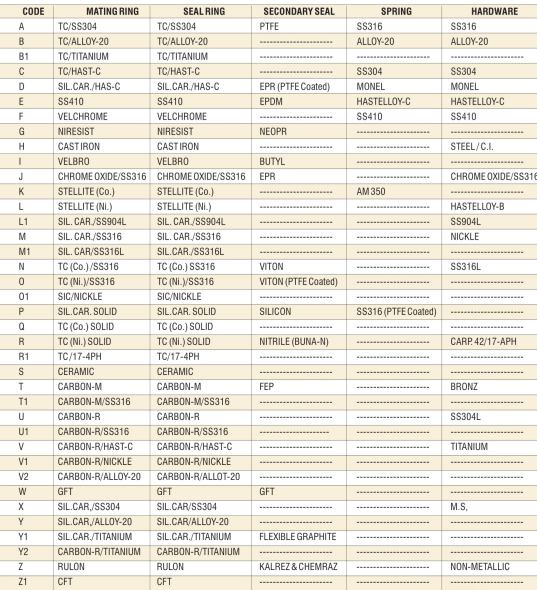 CODE MATING RING SEAL RING SECONDARY SEAL SPRING HARDWARE
A TC/SS304 TC/SS304 PTFE SS316 SS316
B TC/ALLOY-20 TC/ALLOY-20 --------------------- ALLOY-20 ALLOY-20
B1 TC/TITANIUM TC/TITANIUM --------------------- --------------------- ---------------------
C TC/HAST-C TC/HAST-C --------------------- SS304 SS304
D SIL.CAR./HAS-C SIL.CAR./HAS-C EPR (PTFE Coated) MONEL MONEL
E SS410 SS410 EPDM HASTELLOY-C HASTELLOY-C
F VELCHROME VELCHROME --------------------- SS410 SS410
G NIRESIST NIRESIST NEOPR --------------------- ---------------------
H CAST IRON CAST IRON --------------------- --------------------- STEEL/ C.I.
I VELBRO VELBRO BUTYL --------------------- ---------------------
J CHROME OXIDE/SS316 CHROME OXIDE/SS316 EPR --------------------- CHROME OXIDE/SS316
K STELLITE (Co.) STELLITE (Co.) --------------------- AM 350 ---------------------
L STELLITE (Ni.) STELLITE (Ni.) --------------------- --------------------- HASTELLOY-B
L1 SIL. CAR./SS904L SIL. CAR./SS904L --------------------- --------------------- SS904L
M SIL. CAR./SS316 SIL. CAR./SS316 --------------------- --------------------- NICKLE
M1 SIL. CAR/SS316L SIL. CAR/SS316L --------------------- --------------------- ---------------------
N TC (Co.)/SS316 TC (Co.) SS316 VITON --------------------- SS316L
O TC (Ni.)/SS316 TC (Ni.)/SS316 VITON (PTFE Coated) --------------------- ---------------------
O1 SIC/NICKLE SIC/NICKLE --------------------- --------------------- ---------------------
P SIL.CAR. SOLID SIL.CAR. SOLID SILICON SS316 (PTFE Coated) ---------------------
Q TC (Co.) SOLID TC (Co.) SOLID --------------------- --------------------- ---------------------
R TC (Ni.) SOLID TC (Ni.) SOLID NITRILE (BUNA-N) --------------------- CARP. 42/17-APH
R1 TC/17-4PH TC/17-4PH --------------------- --------------------- ---------------------
S CERAMIC CERAMIC --------------------- --------------------- ---------------------
T CARBON-M CARBON-M FEP --------------------- BRONZ
T1 CARBON-M/SS316 CARBON-M/SS316 --------------------- --------------------- ---------------------
U CARBON-R CARBON-R --------------------- --------------------- SS304L
U1 CARBON-R/SS316 CARBON-R/SS316 -------------------- --------------------- ---------------------
V CARBON-R/HAST-C CARBON-R/HAST-C --------------------- --------------------- TITANIUM
V1 CARBON-R/NICKLE CARBON-R/NICKLE --------------------- --------------------- ---------------------
V2 CARBON-R/ALLOY-20 CARBON-R/ALLOT-20 --------------------- --------------------- ---------------------
W GFT GFT GFT --------------------- ---------------------
X SIL.CAR./SS304 SIL.CAR/SS304 --------------------- --------------------- M.S,
Y SIL.CAR./ALLOY-20 SIL.CAR/ALLOY-20 --------------------- --------------------- ---------------------
Y1 SIL.CAR./TITANIUM SIL.CAR./TITANIUM FLEXIBLE GRAPHITE --------------------- ---------------------
Y2 CARBON-R/TITANIUM CARBON-R/TITANIUM --------------------- --------------------- ---------------------
Z RULON RULON KALREZ & CHEMRAZ --------------------- NON-METALLIC
Z1 CFT CFT --------------------- --------------------- ---------------------